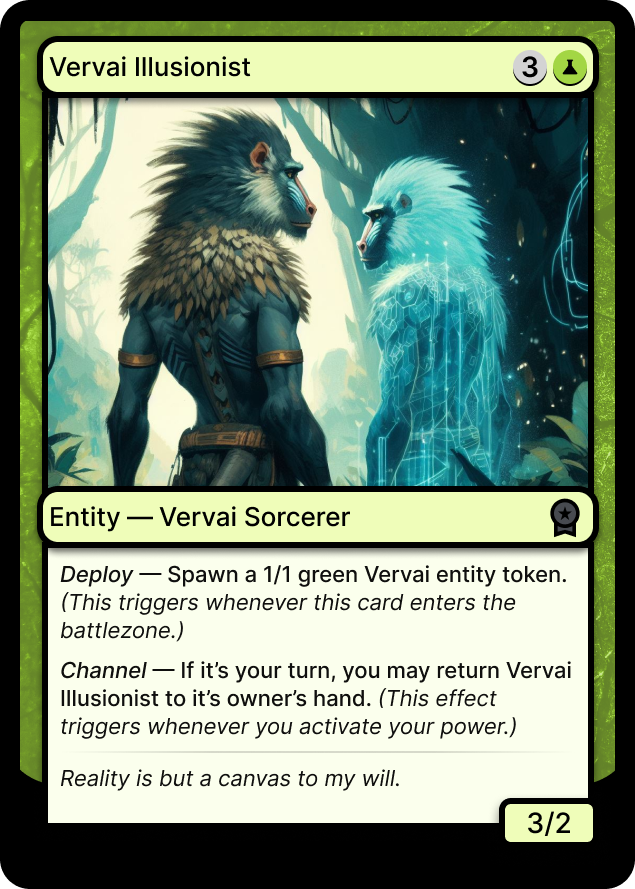 Vervai Illusionist 3
Entity — Vervai Sorcerer
Deploy — Spawn a 1/1 green Vervai entity token.
(This triggers whenever this card enters the
battlezone.)
Channel — If it's your turn, you may return Vervai
Illusionist to it's owner's hand. (This effect
triggers whenever you activate your power.)
Reality is but a canvas to my will.
3/2